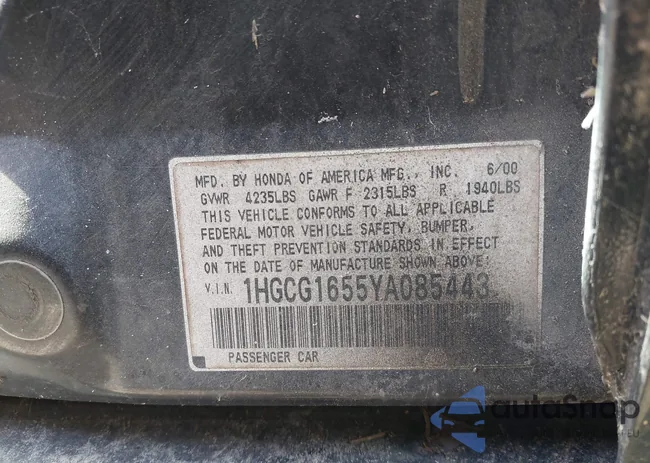 MFD. BY HONDA OF AMERICA MFG., INC. 6/00
GVWR 4235LBS GAWR F 2315LBS R 1940LBS
THIS VEHICLE CONFORMS TO ALL APPLICABLE
FEDERAL MOTOR VEHICLE SAFETY, BUMPER,
AND THEFT PREVENTION STANDARDS IN EFFECT
ON THE DATE OF MANUFACTURE SHOWN ABOVE.
V.I.N. 1HGCG1655YA085443
PASSENGER CAR
autoSnap